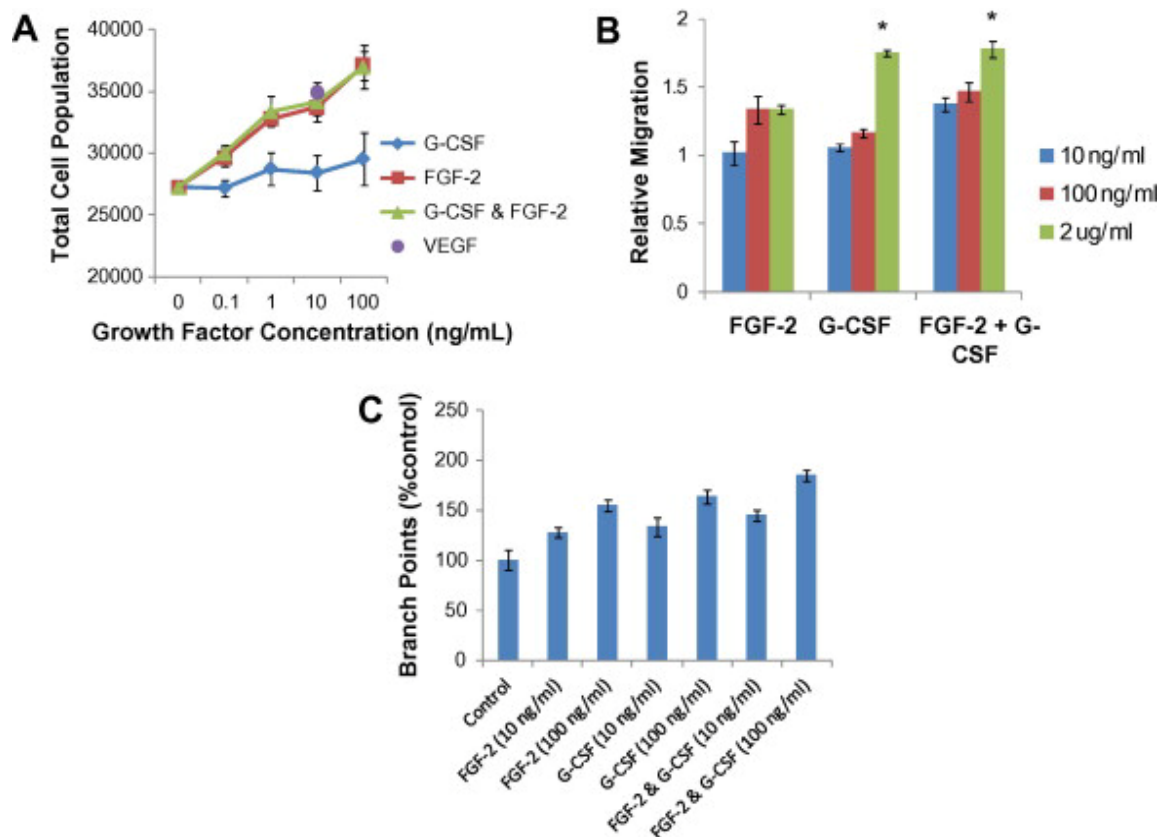 A
Total Cell Population
40000
35000
30000
25000
20000
0 0.1 1 10 100
Growth Factor Concentration (ng/mL)
G-CSF
FGF-2
G-CSF & FGF-2
VEGF
B
Relative Migration
2
1.5
1
0.5
0
* *
FGF-2 G-CSF FGF-2 + G-
CSF
10 ng/ml
100 ng/ml
2 ug/ml
C
Branch Points (%control)
250
200
150
100
50
0
Control
FGF-2 (10 ng/ml)
FGF-2 (100 ng/ml)
G-CSF (10 ng/ml)
G-CSF (100 ng/ml)
FGF-2 & G-CSF (10 ng/ml)
FGF-2 & G-CSF (100 ng/ml)